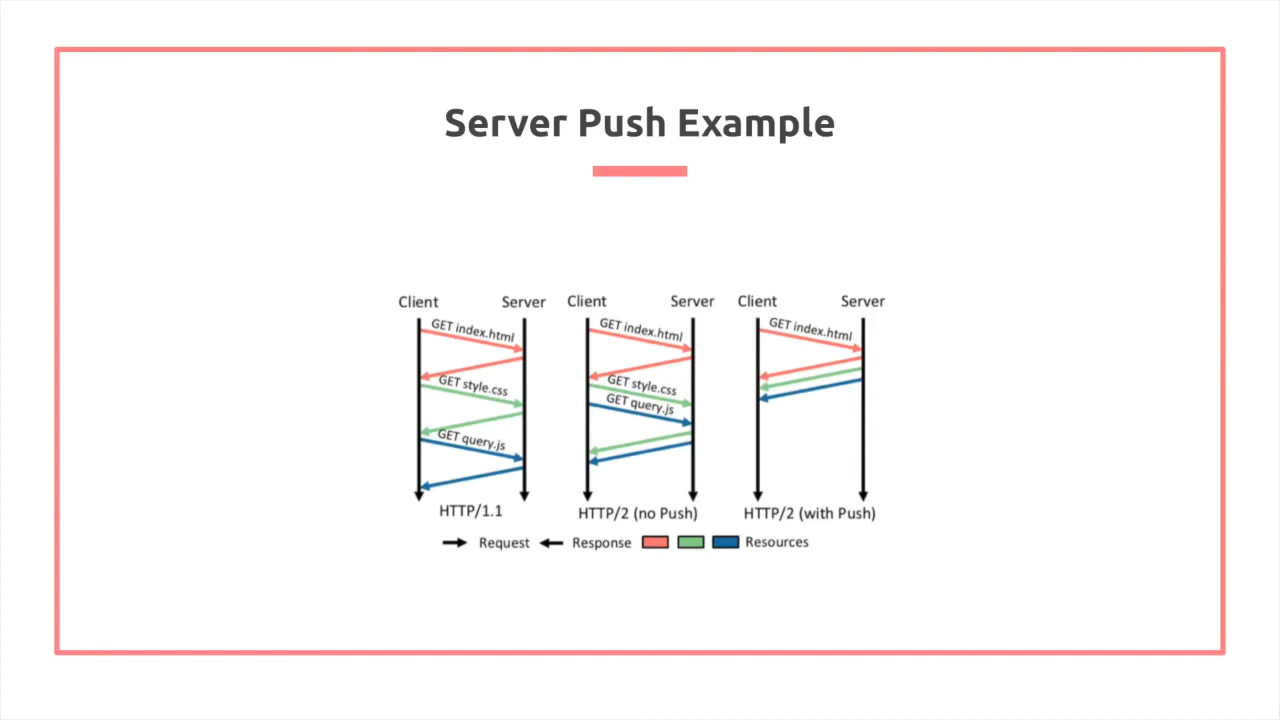 Server Push Example
Client Server Client Server Client Server
GET index.html GET index.html GET index.html
GET style.css GET style.css
GET query.js
GET query.js
HTTP/1.1 HTTP/2 (no Push) HTTP/2 (with Push)
Request Response Resources